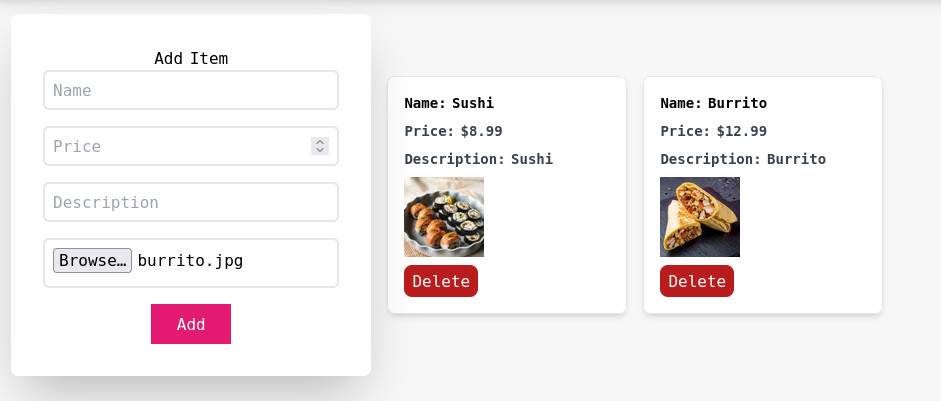 Add Item
Name
Price
Description
Browse… burrito.jpg
Add
Name: Sushi
Price: $8.99
Description: Sushi
Delete
Name: Burrito
Price: $12.99
Description: Burrito
Delete